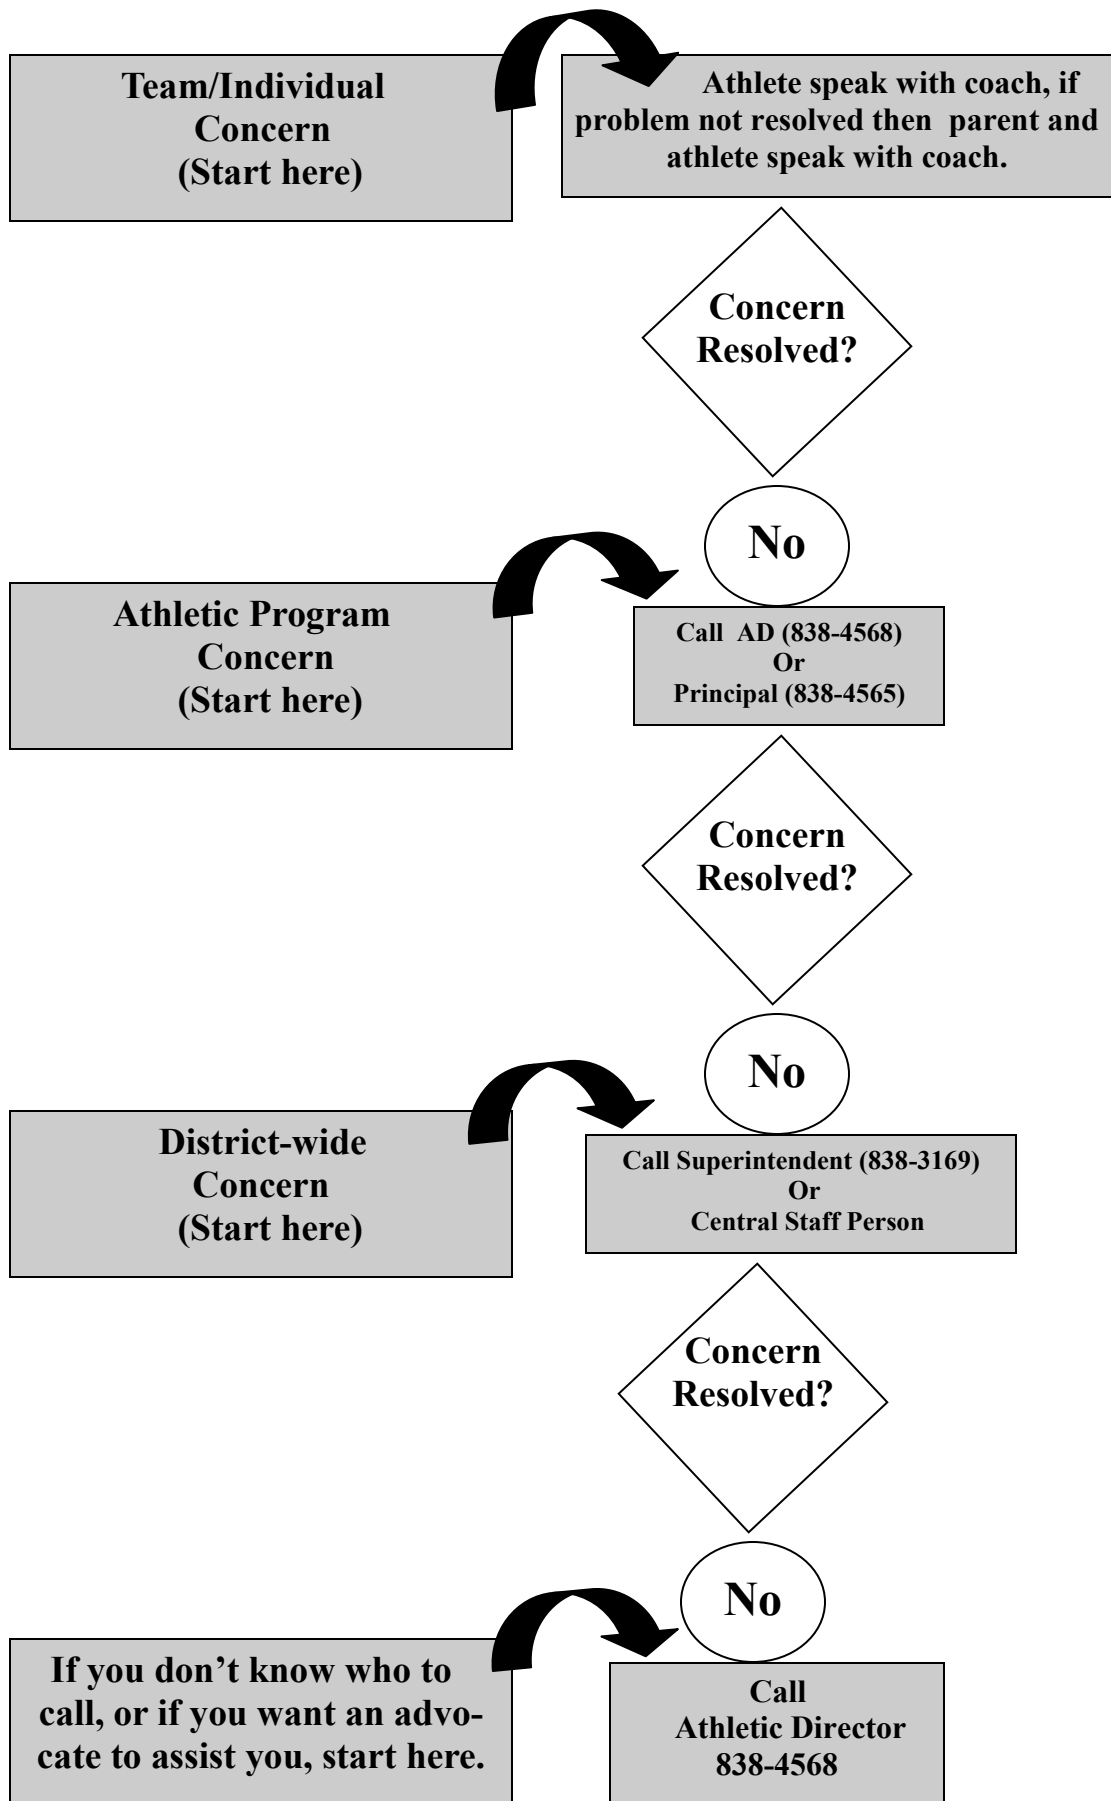 Team/Individual
Concern
(Start here)
Athlete speak with coach, if
problem not resolved then  parent and
athlete speak with coach.
Concern
Resolved?
No
Athletic Program
Concern
(Start here)
Call  AD (838-4568)
Or
Principal (838-4565)
Concern
Resolved?
No
District-wide
Concern
(Start here)
Call Superintendent (838-3169)
Or
Central Staff Person
Concern
Resolved?
No
If you don’t know who to
call, or if you want an advo-
cate to assist you, start here.
Call
Athletic Director
838-4568